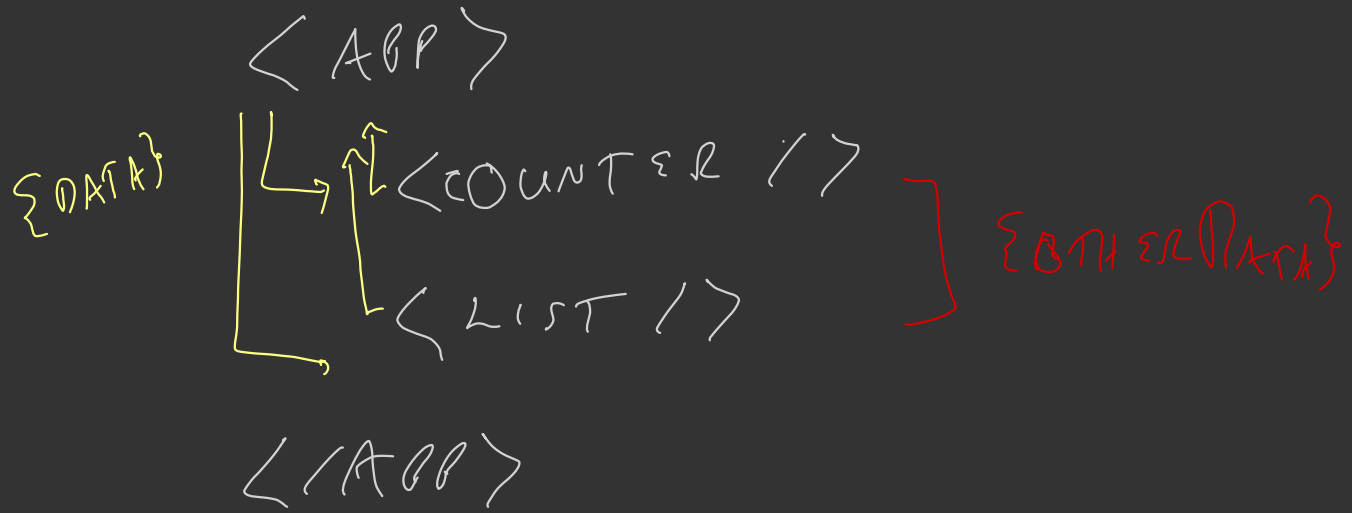 <APP>
{DATA}
<COUNTER />
{OTHERDATA}
<LIST />
</APP>